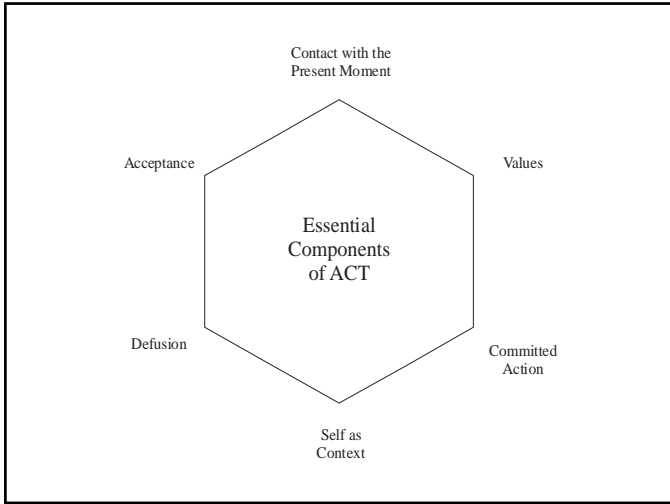 Contact with the
Present Moment
Acceptance
Values
Essential
Components
of ACT
Defusion
Committed
Action
Self as
Context